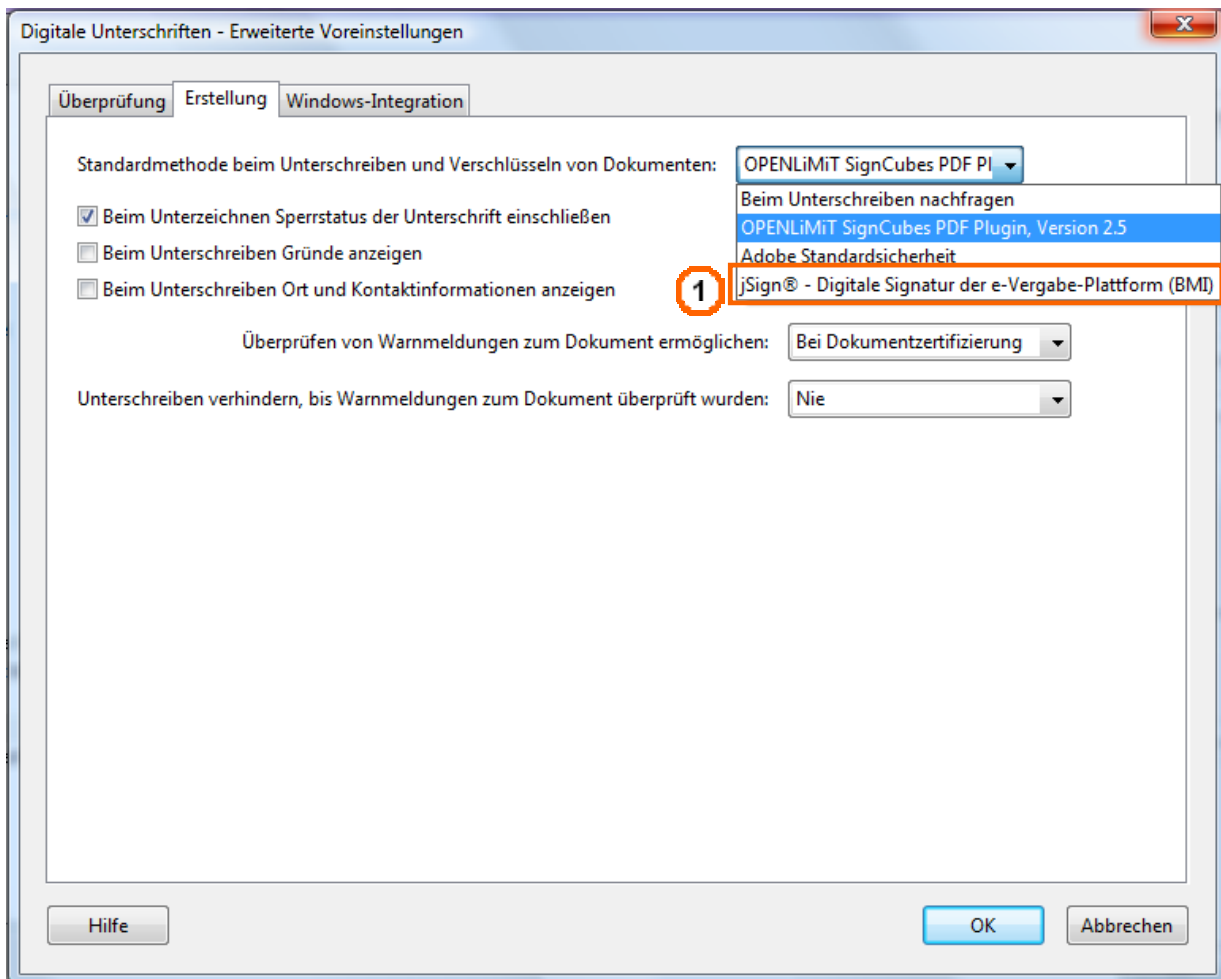 Digitale Unterschriften - Erweiterte Voreinstellungen
Überprüfung Erstellung Windows-Integration
Standardmethode beim Unterschreiben und Verschlüsseln von Dokumenten: OPENLiMiT SignCubes PDF Pl
Beim Unterschreiben nachfragen
Beim Unterzeichnen Sperrstatus der Unterschrift einschließen
OPENLiMiT SignCubes PDF Plugin, Version 2.5
Beim Unterschreiben Gründe anzeigen
Adobe Standardsicherheit
Beim Unterschreiben Ort und Kontaktinformationen anzeigen
1 jSign® - Digitale Signatur der e-Vergabe-Plattform (BMI)
Überprüfen von Warnmeldungen zum Dokument ermöglichen: Bei Dokumentzertifizierung
Unterschreiben verhindern, bis Warnmeldungen zum Dokument überprüft wurden: Nie
Hilfe OK Abbrechen